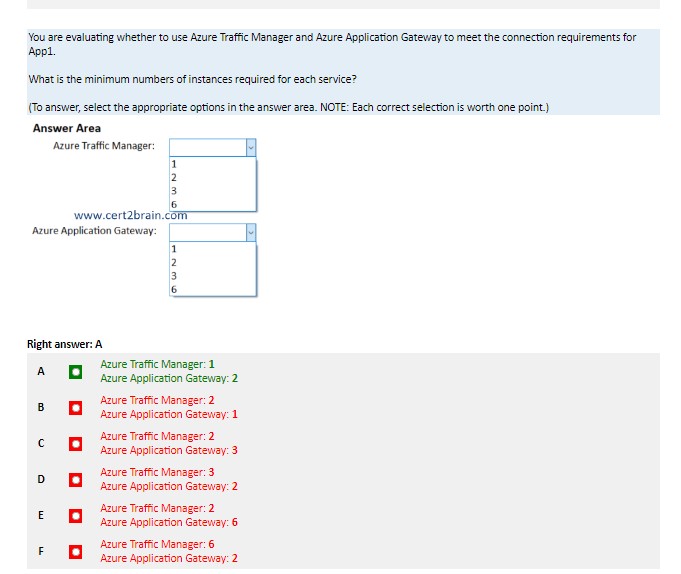 You are evaluating whether to use Azure Traffic Manager and Azure Application Gateway to meet the connection requirements for
App1.
What is the minimum numbers of instances required for each service?
(To answer, select the appropriate options in the answer area. NOTE: Each correct selection is worth one point.)
Answer Area
Azure Traffic Manager:
1
2
3
6
www.cert2brain.com
Azure Application Gateway:
1
2
3
6
Right answer: A
A
Azure Traffic Manager: 1
Azure Application Gateway: 2
B
Azure Traffic Manager: 2
Azure Application Gateway: 1
C
Azure Traffic Manager: 2
Azure Application Gateway: 3
D
Azure Traffic Manager: 3
Azure Application Gateway: 2
E
Azure Traffic Manager: 2
Azure Application Gateway: 6
F
Azure Traffic Manager: 6
Azure Application Gateway: 2